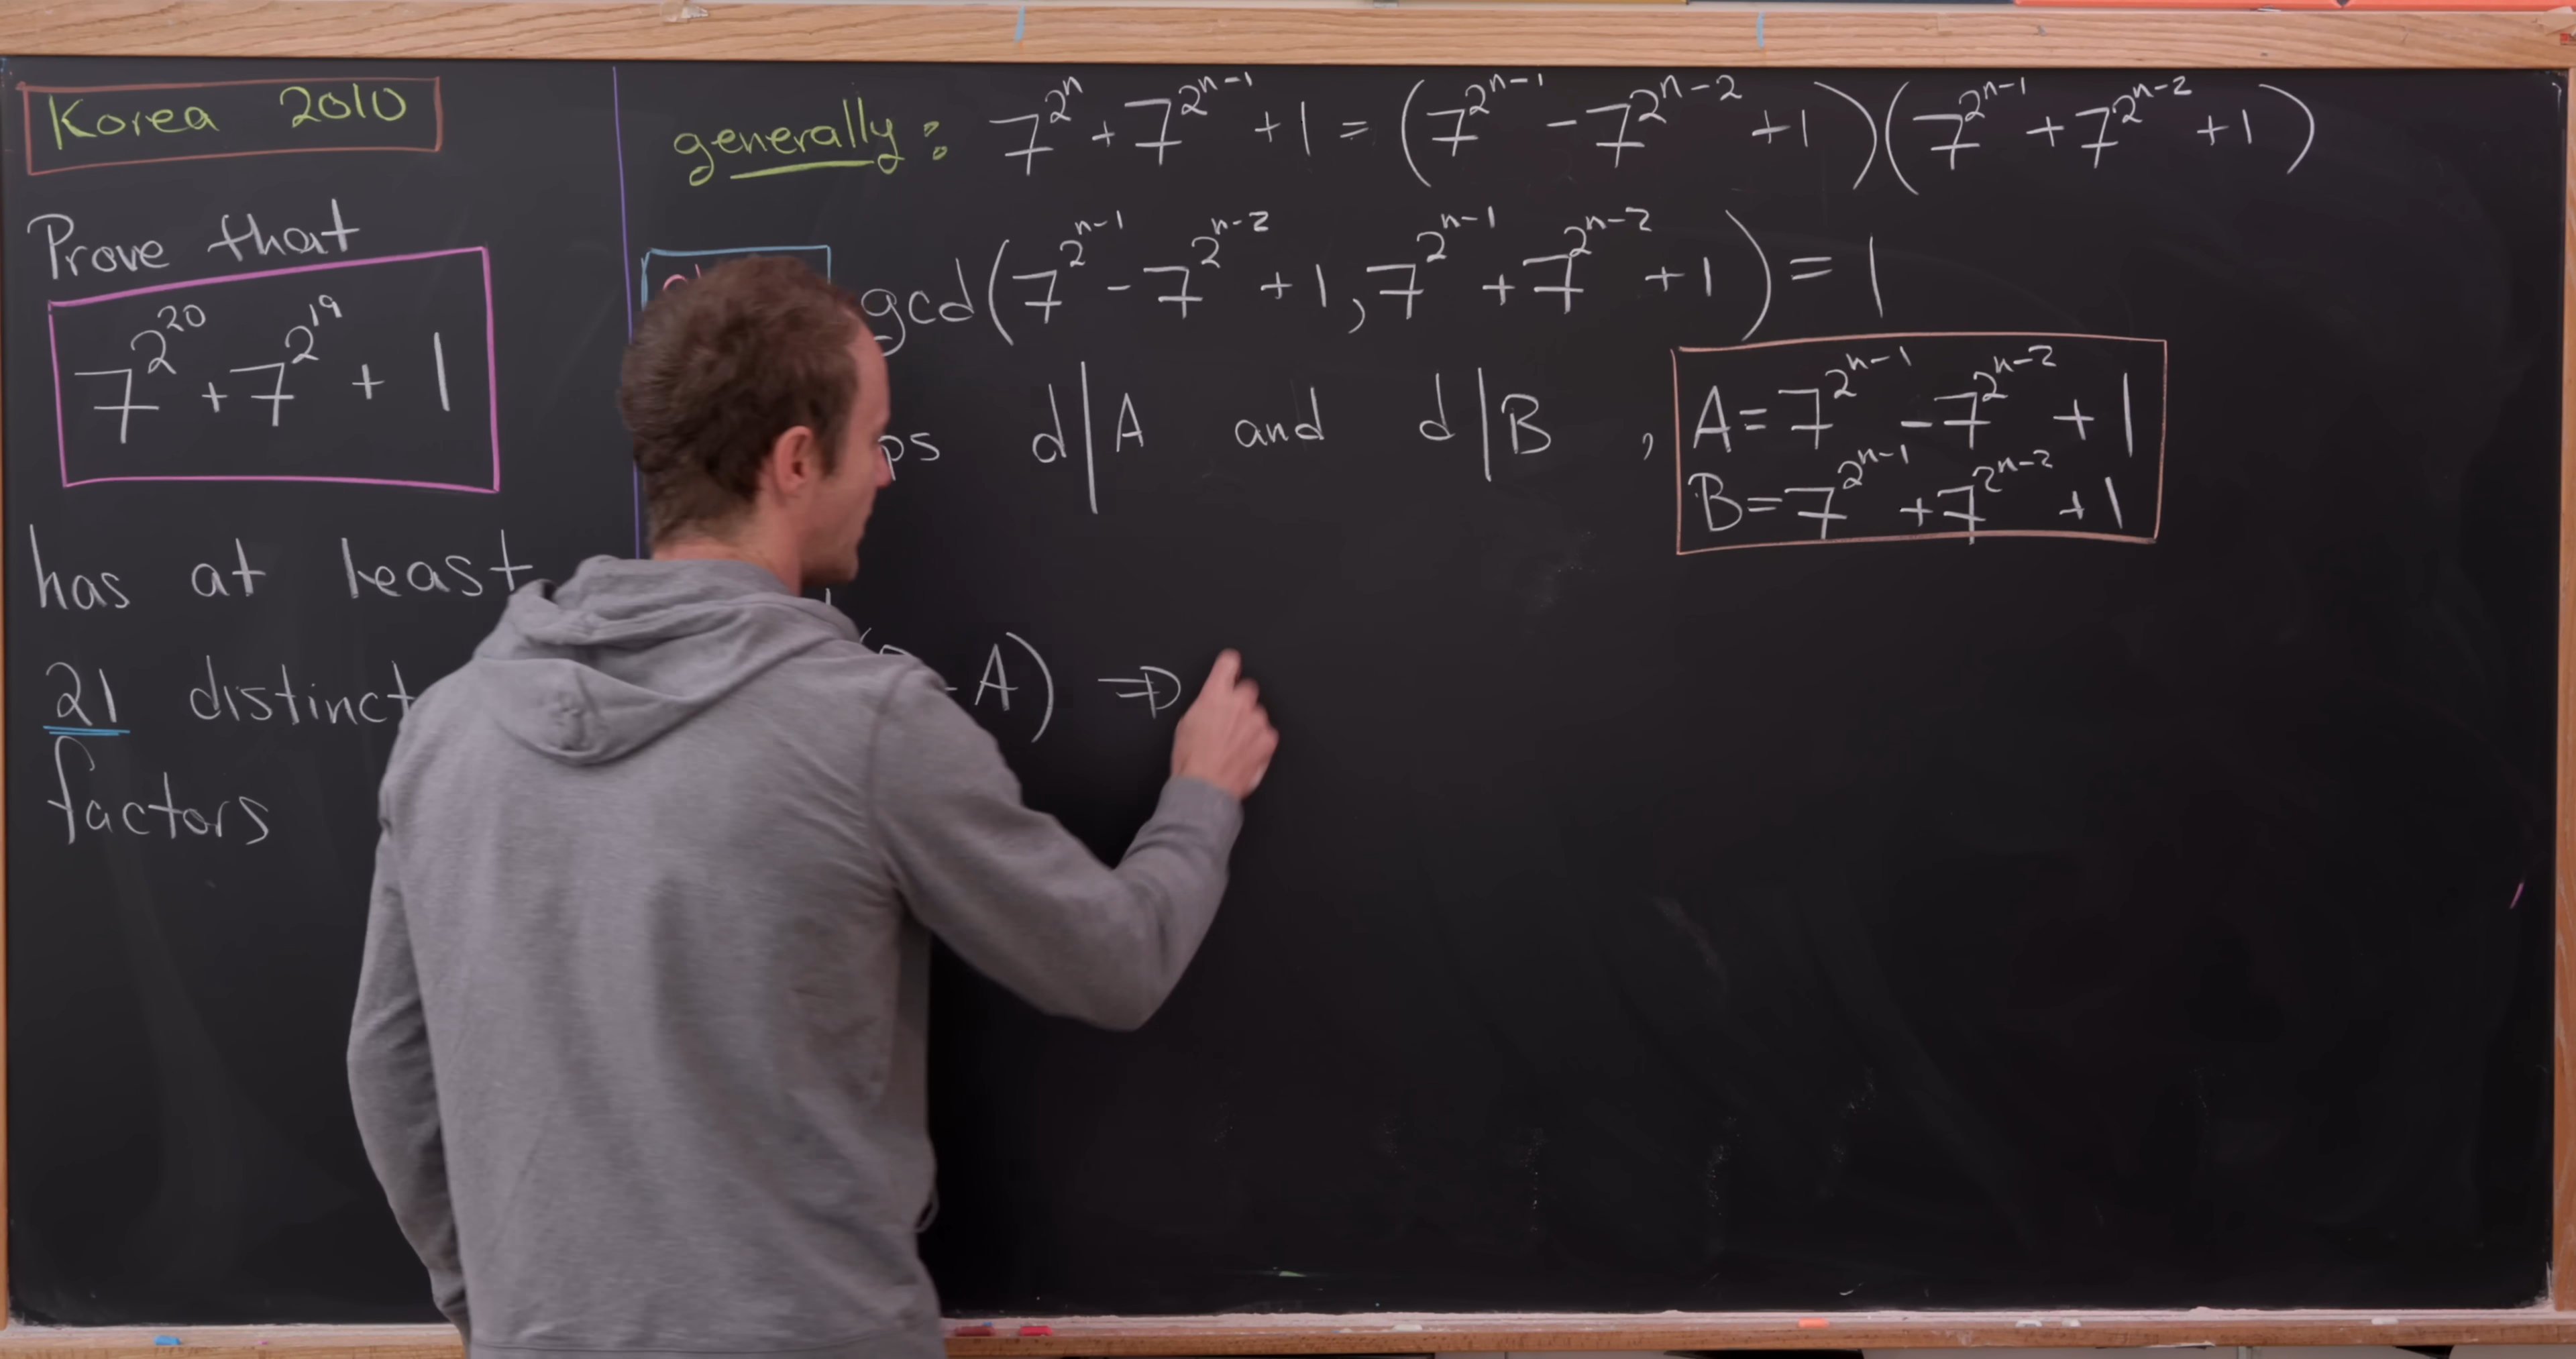 Korea 2010
Prove that
7^{2^{20}} + 7^{2^{19}} + 1
has at least
21 distinct
factors
generally: 7^{2^n} + 7^{2^{n-1}} + 1 = (7^{2^{n-1}} - 7^{2^{n-2}} + 1)(7^{2^{n-1}} + 7^{2^{n-2}} + 1)
gcd(7^{2^{n-1}} - 7^{2^{n-2}} + 1, 7^{2^{n-1}} + 7^{2^{n-2}} + 1) = 1
d|A and d|B , A = 7^{2^{n-1}} - 7^{2^{n-2}} + 1
B = 7^{2^{n-1}} + 7^{2^{n-2}} + 1
-A) ⇒